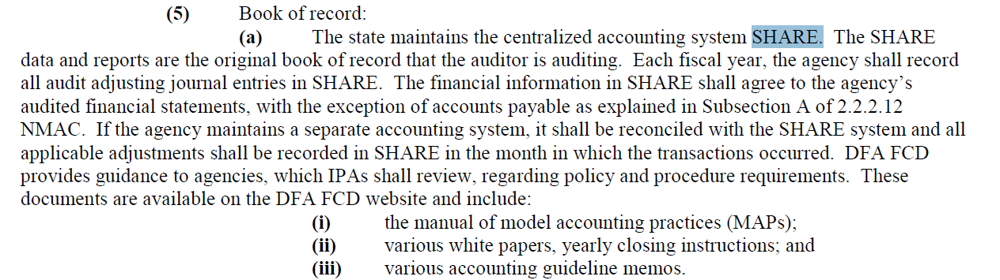 (5) Book of record:
(a) The state maintains the centralized accounting system SHARE. The SHARE
data and reports are the original book of record that the auditor is auditing. Each fiscal year, the agency shall record
all audit adjusting journal entries in SHARE. The financial information in SHARE shall agree to the agency’s
audited financial statements, with the exception of accounts payable as explained in Subsection A of 2.2.2.12
NMAC. If the agency maintains a separate accounting system, it shall be reconciled with the SHARE system and all
applicable adjustments shall be recorded in SHARE in the month in which the transactions occurred. DFA FCD
provides guidance to agencies, which IPAs shall review, regarding policy and procedure requirements. These
documents are available on the DFA FCD website and include:
(i) the manual of model accounting practices (MAPs);
(ii) various white papers, yearly closing instructions; and
(iii) various accounting guideline memos.